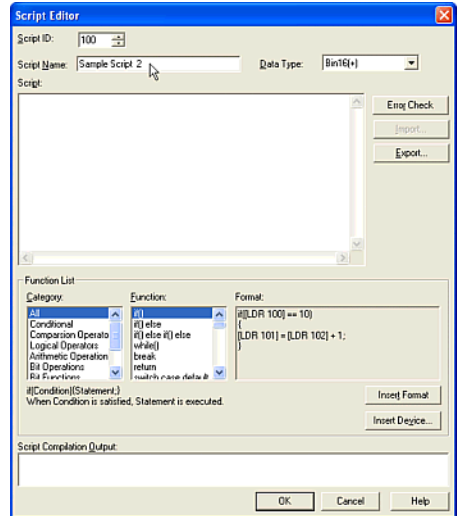 Script Editor
Script ID: 100
Script Name: Sample Script 2 Data Type: Bin16(+)
Script:
Error Check
Import...
Export...
Function List
Category: Function: Format:
All
Conditional
Comparsion Operato
Logical Operators
Arithmetic Operation
Bit Operations
Bit Functions
if()
if() else
if() else if() else
while()
break
return
switch case default
if([LDR 100] == 10)
{
[LDR 101] = [LDR 102] + 1;
}
if(Condition){Statement;}
When Condition is satisfied, Statement is executed.
Insert Format
Insert Device...
Script Compilation Output:
OK Cancel Help